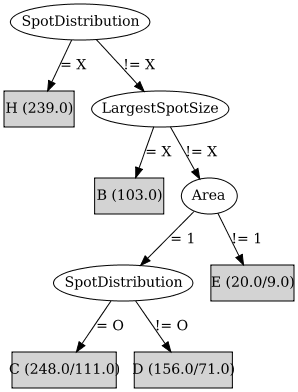 SpotDistribution
= X
!= X
H (239.0)
LargestSpotSize
= X
!= X
B (103.0)
Area
= 1
!= 1
SpotDistribution
E (20.0/9.0)
= O
!= O
C (248.0/111.0)
D (156.0/71.0)